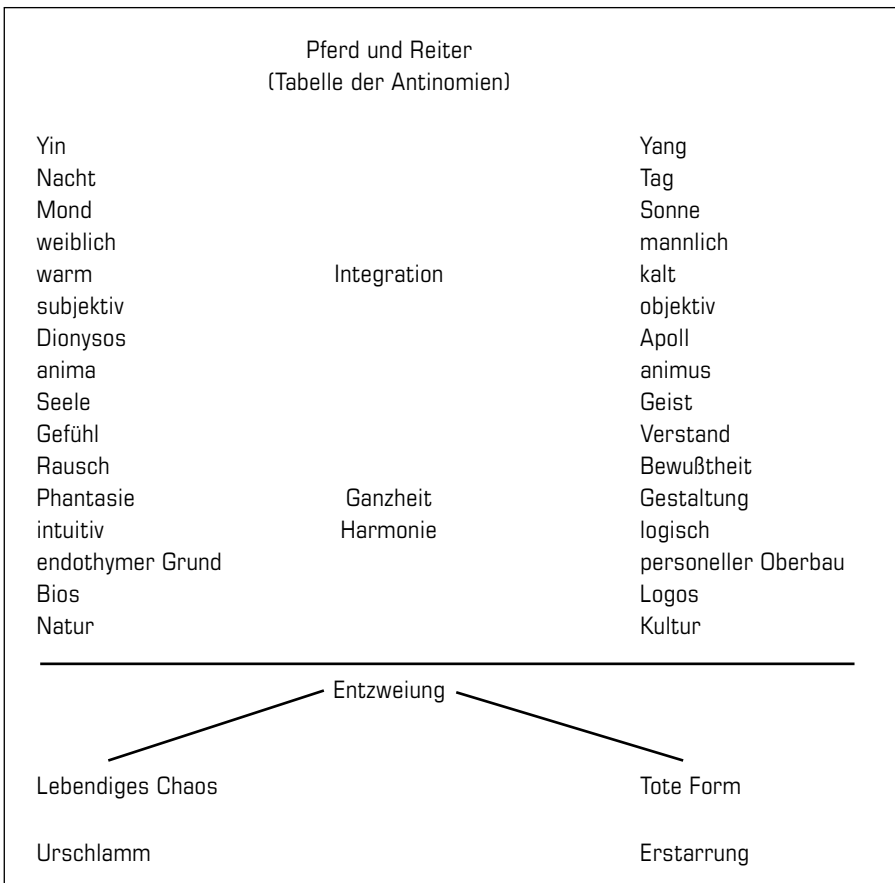 Pferd und Reiter
(Tabelle der Antinomien)
Yin Yang
Nacht Tag
Mond Sonne
weiblich mannlich
warm Integration kalt
subjektiv objektiv
Dionysos Apoll
anima animus
Seele Geist
Gefühl Verstand
Rausch Bewußtheit
Phantasie Ganzheit Gestaltung
intuitiv Harmonie logisch
endothymer Grund personeller Oberbau
Bios Logos
Natur Kultur
Entzweiung
Lebendiges Chaos Tote Form
Urschlamm Erstarrung